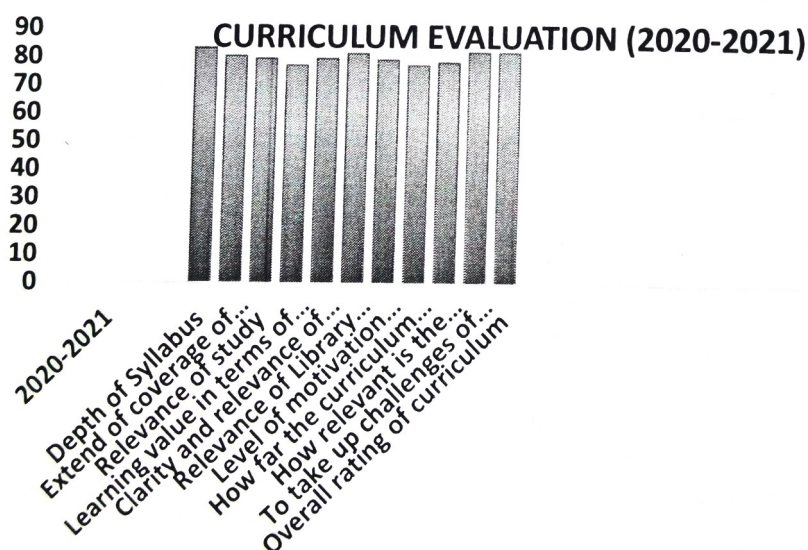 CURRICULUM EVALUATION (2020-2021)
90
80
70
60
50
40
30
20
10
0
2020-2021
Depth of Syllabus
Extend of coverage of...
Relevance of study
Learning value in terms of...
Clarity and relevance of...
Relevance of Library...
Level of motivation...
How far the curriculum...
How relevant is the...
To take up challenges of...
Overall rating of curriculum